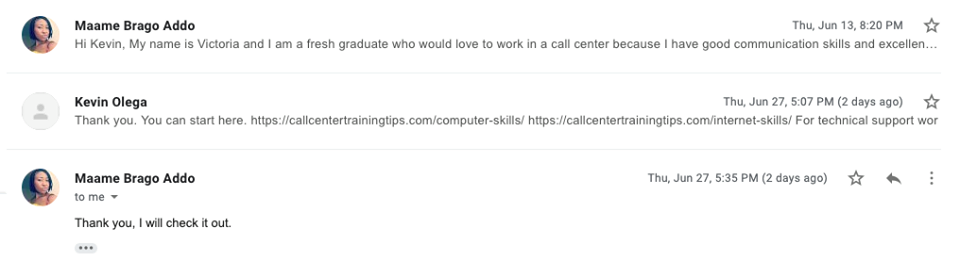 Maame Brago Addo
Thu, Jun 13, 8:20 PM
Hi Kevin, My name is Victoria and I am a fresh graduate who would love to work in a call center because I have good communication skills and excellen...
Kevin Olega
Thu, Jun 27, 5:07 PM (2 days ago)
Thank you. You can start here. https://callcentertrainingtips.com/computer-skills/ https://callcentertrainingtips.com/internet-skills/ For technical support wor
Maame Brago Addo
Thu, Jun 27, 5:35 PM (2 days ago)
to me
Thank you, I will check it out.